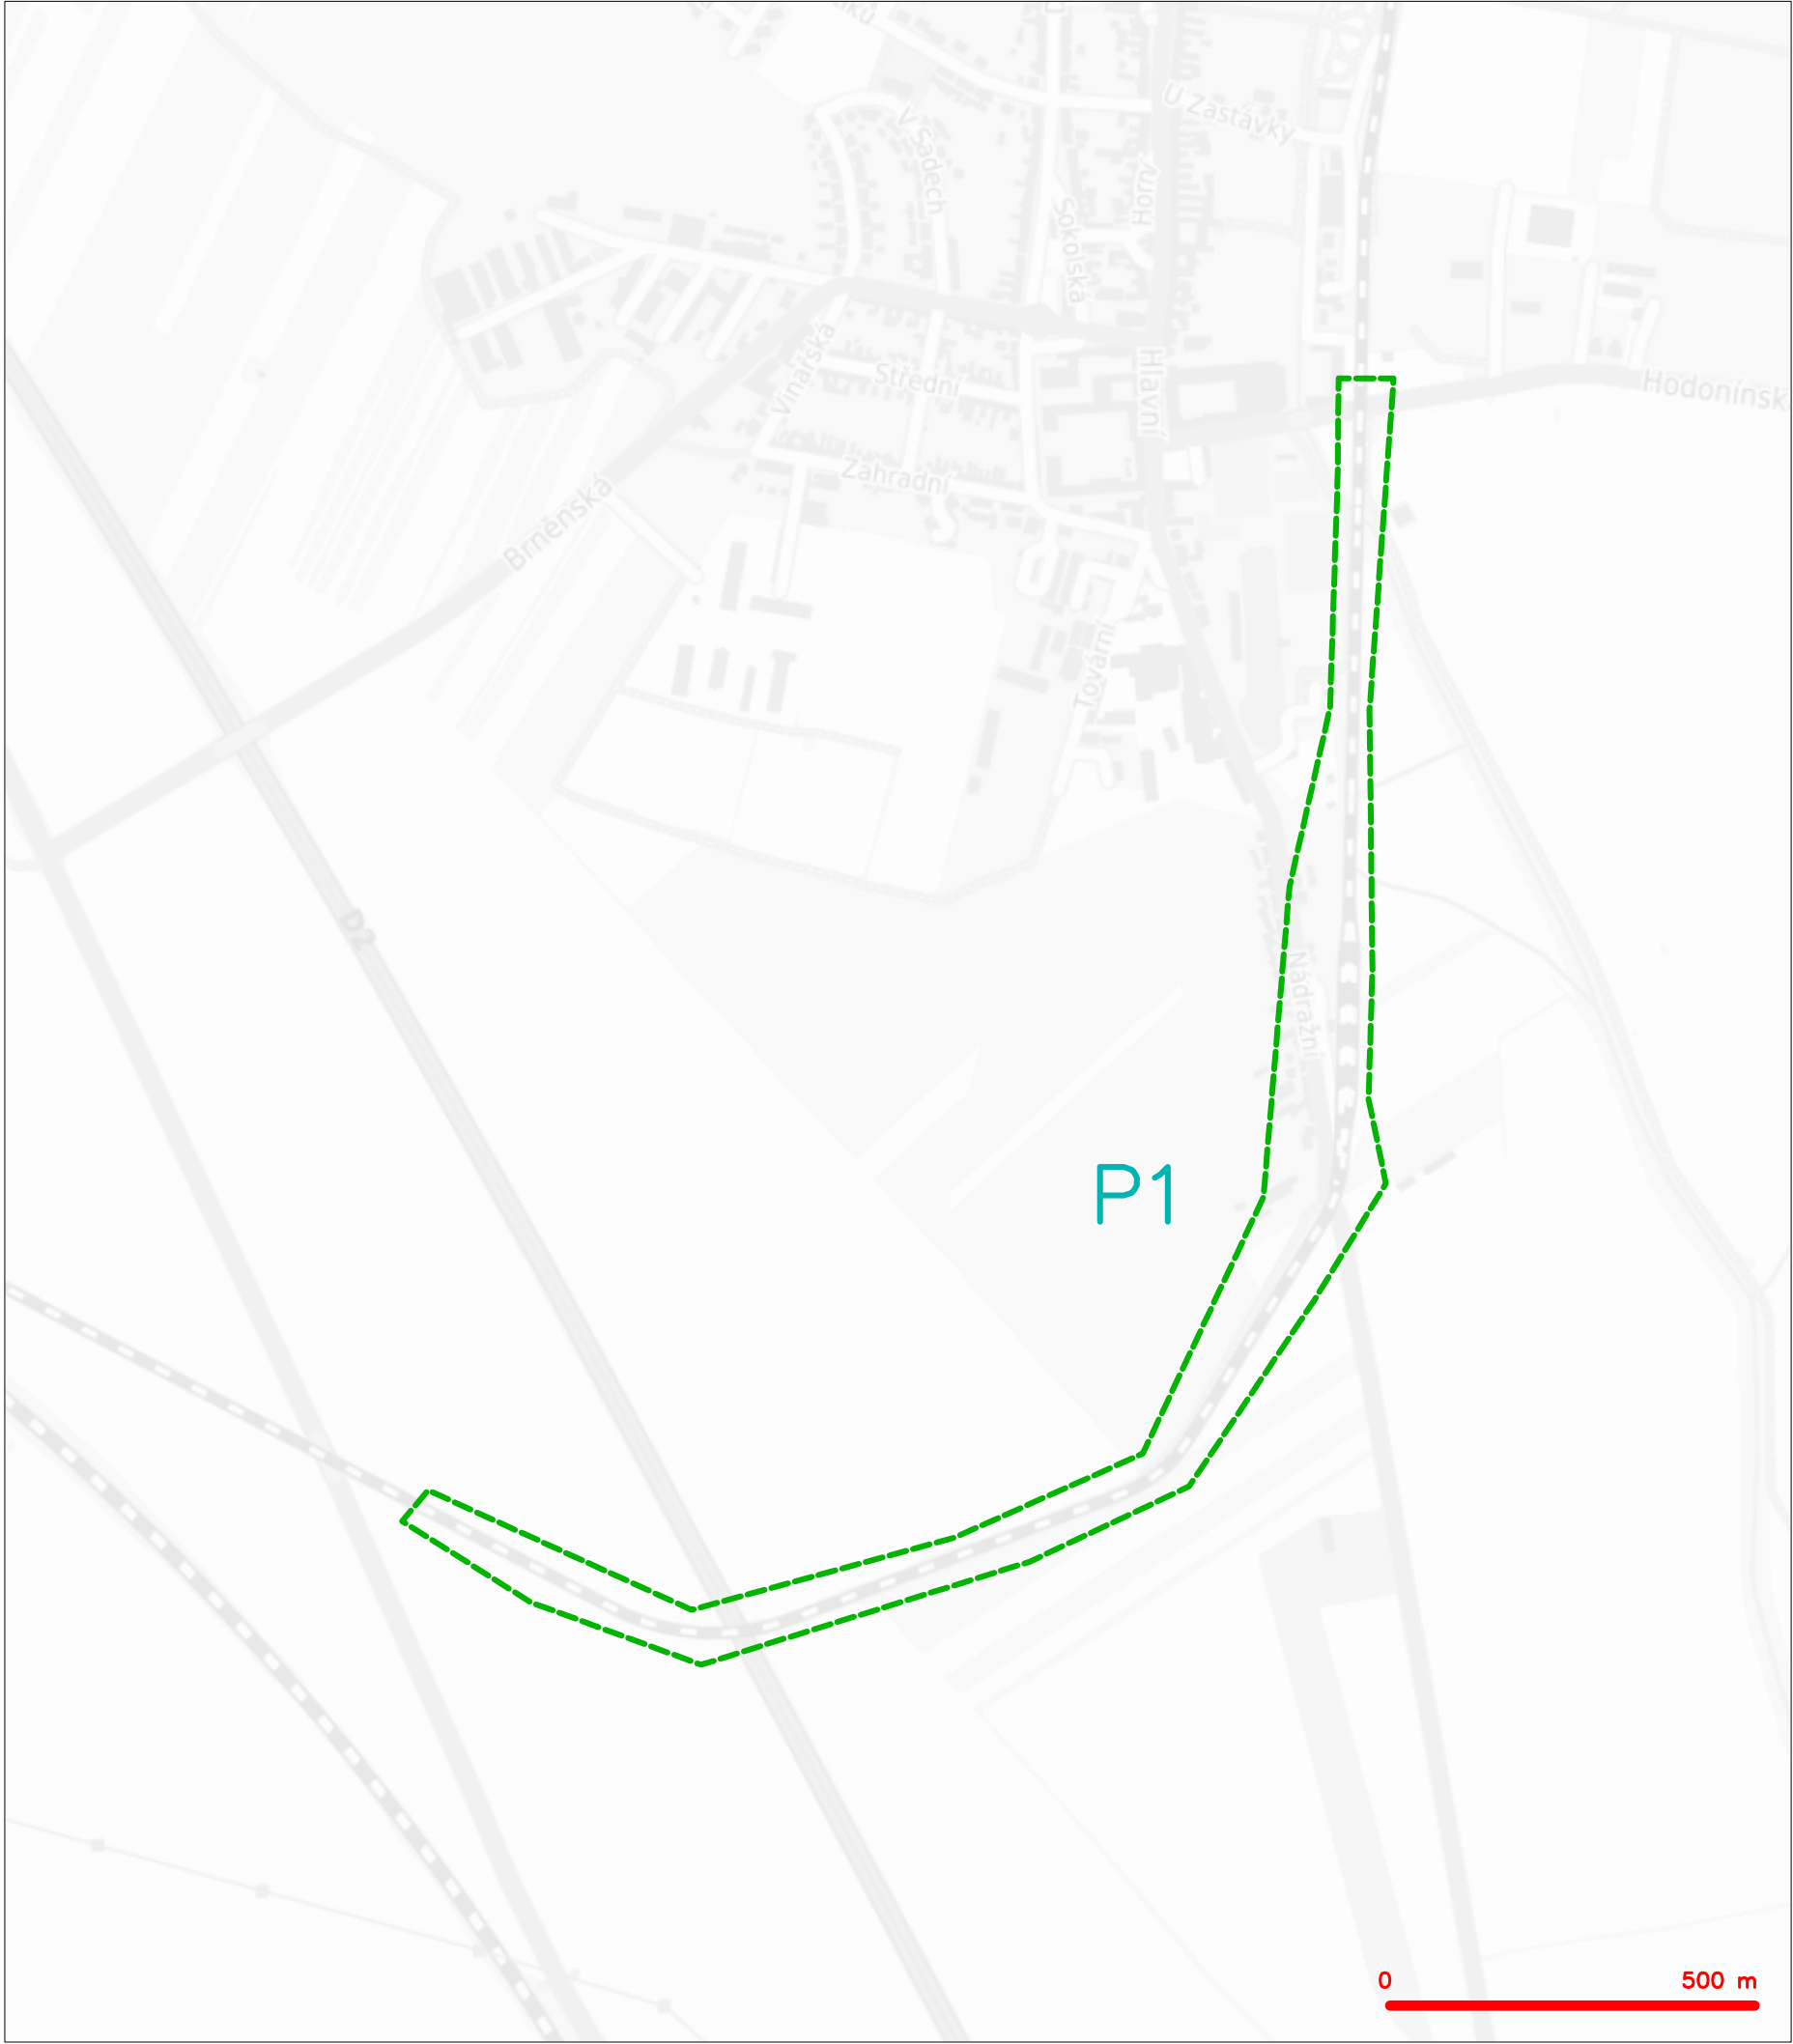 U Zastávky
V Sadech
Horní
Sokolská
Vinařská
Střední
Hlavní
Hodonínsk
Zahradní
Brněnská
Tovární
D2
Nádražní
P1
0
500 m